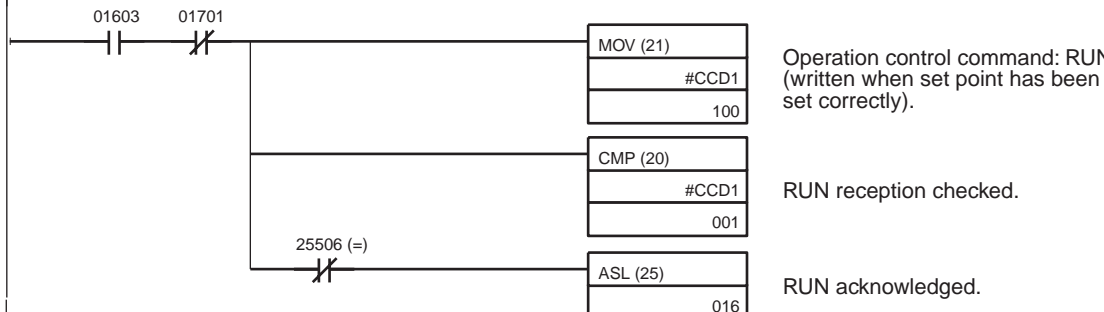 01603 01701
MOV (21)
#CCD1
100
Operation control command: RUN
(written when set point has been
set correctly).
CMP (20)
#CCD1
001
RUN reception checked.
25506 (=)
ASL (25)
016
RUN acknowledged.